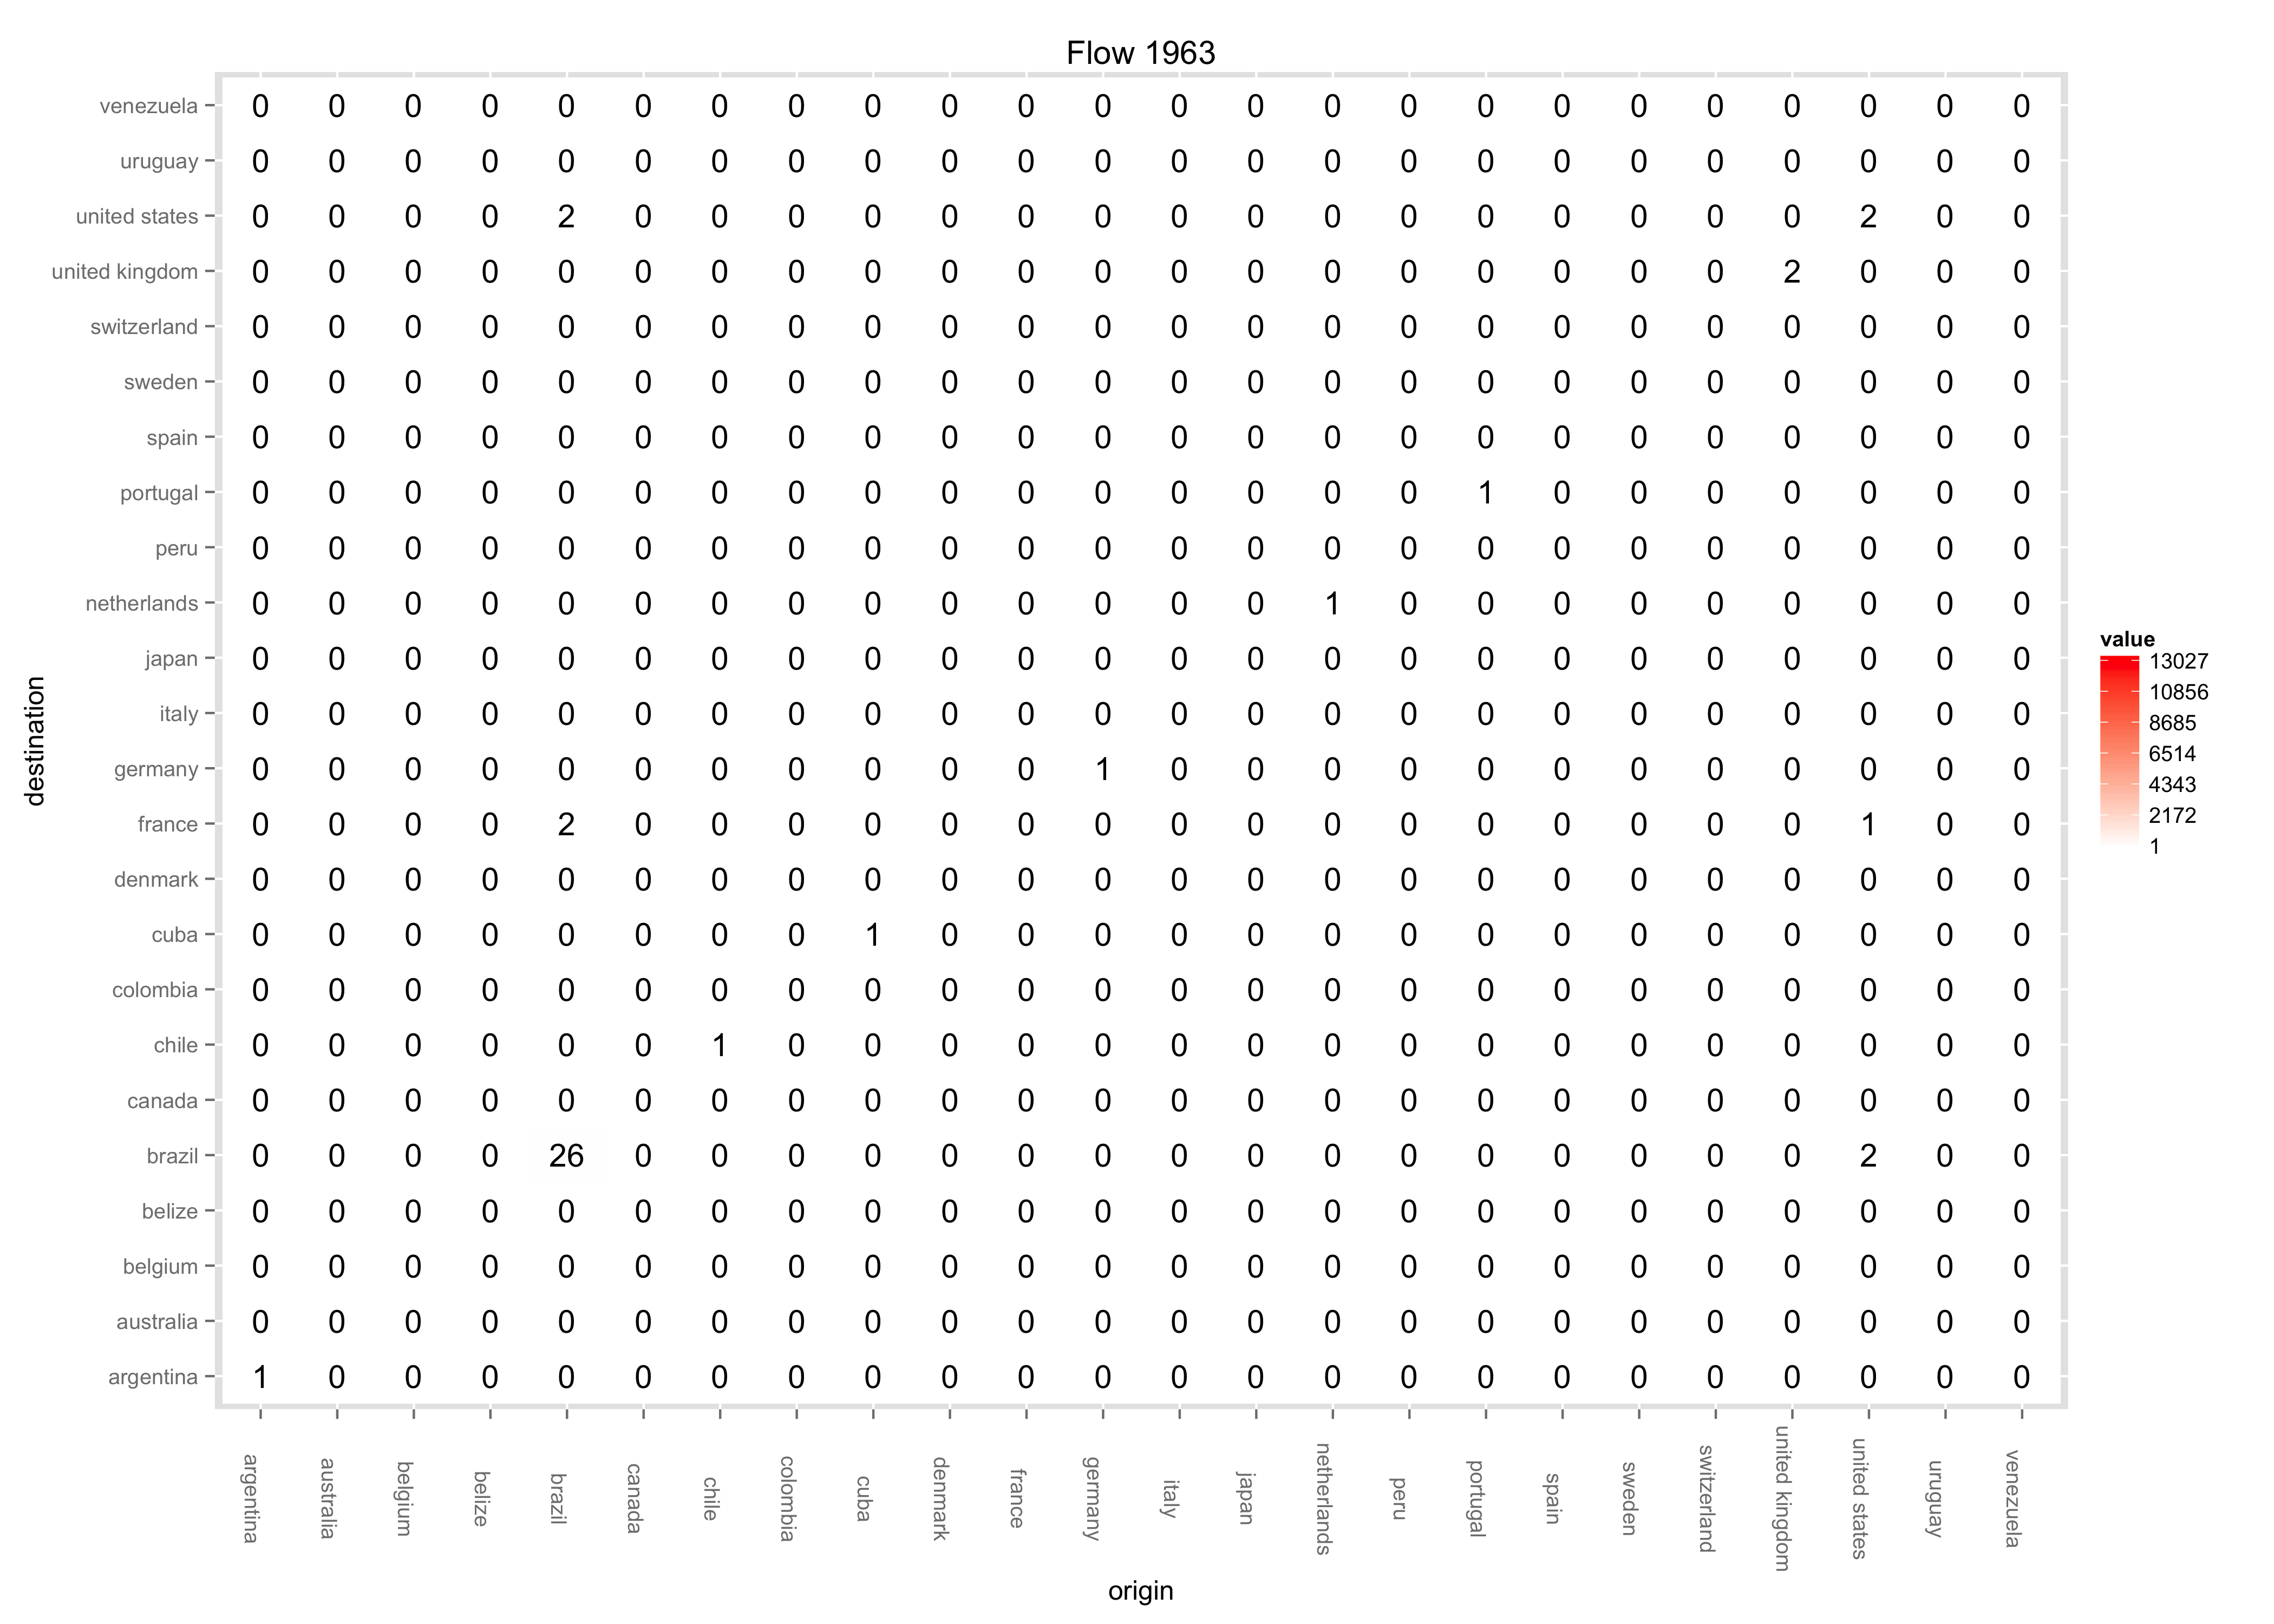 Flow 1963
venezuela 0 0 0 0 0 0 0 0 0 0 0 0 0 0 0 0 0 0 0 0 0 0 0 0
uruguay 0 0 0 0 0 0 0 0 0 0 0 0 0 0 0 0 0 0 0 0 0 0 0 0
united states 0 0 0 0 2 0 0 0 0 0 0 0 0 0 0 0 0 0 0 0 0 2 0 0
united kingdom 0 0 0 0 0 0 0 0 0 0 0 0 0 0 0 0 0 0 0 0 2 0 0 0
switzerland 0 0 0 0 0 0 0 0 0 0 0 0 0 0 0 0 0 0 0 0 0 0 0 0
sweden 0 0 0 0 0 0 0 0 0 0 0 0 0 0 0 0 0 0 0 0 0 0 0 0
spain 0 0 0 0 0 0 0 0 0 0 0 0 0 0 0 0 0 0 0 0 0 0 0 0
portugal 0 0 0 0 0 0 0 0 0 0 0 0 0 0 0 0 1 0 0 0 0 0 0 0
peru 0 0 0 0 0 0 0 0 0 0 0 0 0 0 0 0 0 0 0 0 0 0 0 0
netherlands 0 0 0 0 0 0 0 0 0 0 0 0 0 0 1 0 0 0 0 0 0 0 0 0
japan 0 0 0 0 0 0 0 0 0 0 0 0 0 0 0 0 0 0 0 0 0 0 0 0
italy 0 0 0 0 0 0 0 0 0 0 0 0 0 0 0 0 0 0 0 0 0 0 0 0
germany 0 0 0 0 0 0 0 0 0 0 0 1 0 0 0 0 0 0 0 0 0 0 0 0
france 0 0 0 0 2 0 0 0 0 0 0 0 0 0 0 0 0 0 0 0 0 1 0 0
denmark 0 0 0 0 0 0 0 0 0 0 0 0 0 0 0 0 0 0 0 0 0 0 0 0
cuba 0 0 0 0 0 0 0 0 1 0 0 0 0 0 0 0 0 0 0 0 0 0 0 0
colombia 0 0 0 0 0 0 0 0 0 0 0 0 0 0 0 0 0 0 0 0 0 0 0 0
chile 0 0 0 0 0 0 1 0 0 0 0 0 0 0 0 0 0 0 0 0 0 0 0 0
canada 0 0 0 0 0 0 0 0 0 0 0 0 0 0 0 0 0 0 0 0 0 0 0 0
brazil 0 0 0 0 26 0 0 0 0 0 0 0 0 0 0 0 0 0 0 0 0 2 0 0
belize 0 0 0 0 0 0 0 0 0 0 0 0 0 0 0 0 0 0 0 0 0 0 0 0
belgium 0 0 0 0 0 0 0 0 0 0 0 0 0 0 0 0 0 0 0 0 0 0 0 0
australia 0 0 0 0 0 0 0 0 0 0 0 0 0 0 0 0 0 0 0 0 0 0 0 0
argentina 1 0 0 0 0 0 0 0 0 0 0 0 0 0 0 0 0 0 0 0 0 0 0 0
destination
argentina
australia
belgium
belize
brazil
canada
chile
colombia
cuba
denmark
france
germany
italy
japan
netherlands
peru
portugal
spain
sweden
switzerland
united kingdom
united states
uruguay
venezuela
origin
value
13027
10856
8685
6514
4343
2172
1